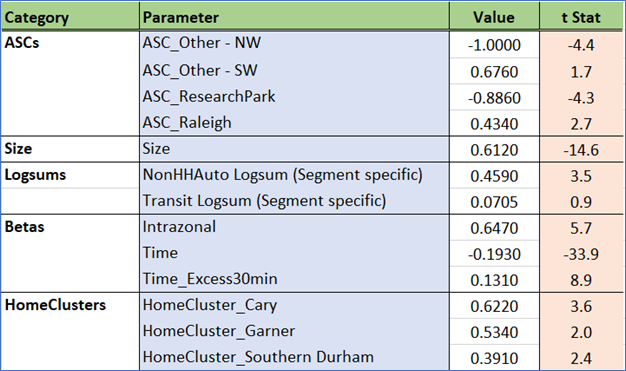 Category Parameter Value t Stat
ASCs ASC_Other - NW -1.0000 -4.4
ASC_Other - SW 0.6760 1.7
ASC_ResearchPark -0.8860 -4.3
ASC_Raleigh 0.4340 2.7
Size Size 0.6120 -14.6
Logsums NonHHAuto Logsum (Segment specific) 0.4590 3.5
Transit Logsum (Segment specific) 0.0705 0.9
Betas Intrazonal 0.6470 5.7
Time -0.1930 -33.9
Time_Excess30min 0.1310 8.9
HomeClusters HomeCluster_Cary 0.6220 3.6
HomeCluster_Garner 0.5340 2.0
HomeCluster_Southern Durham 0.3910 2.4